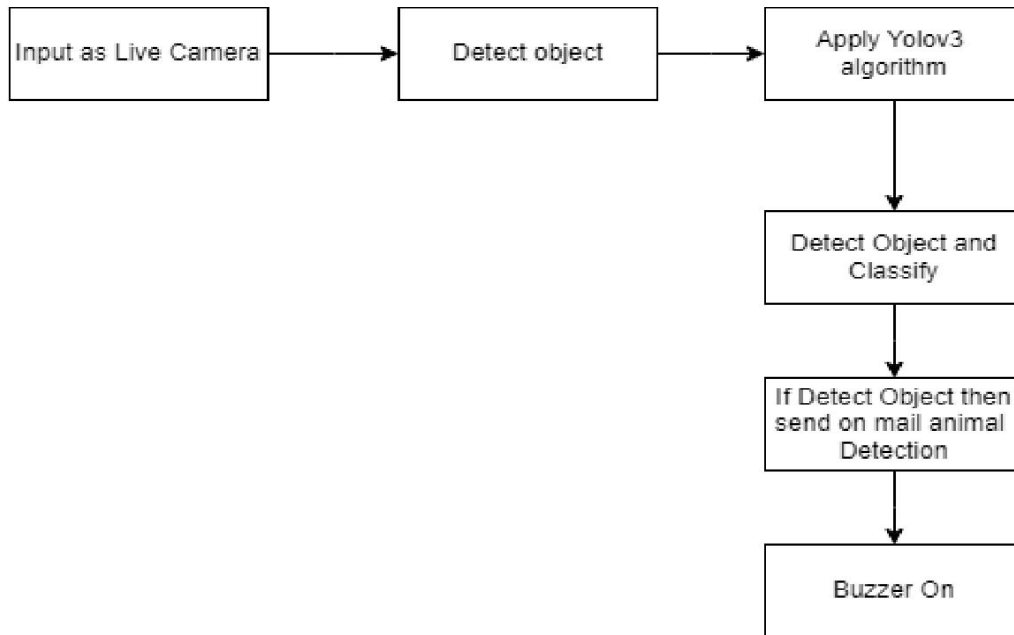 Input as Live Camera
Detect object
Apply Yolov3
algorithm
Detect Object and
Classify
If Detect Object then
send on mail animal
Detection
Buzzer On